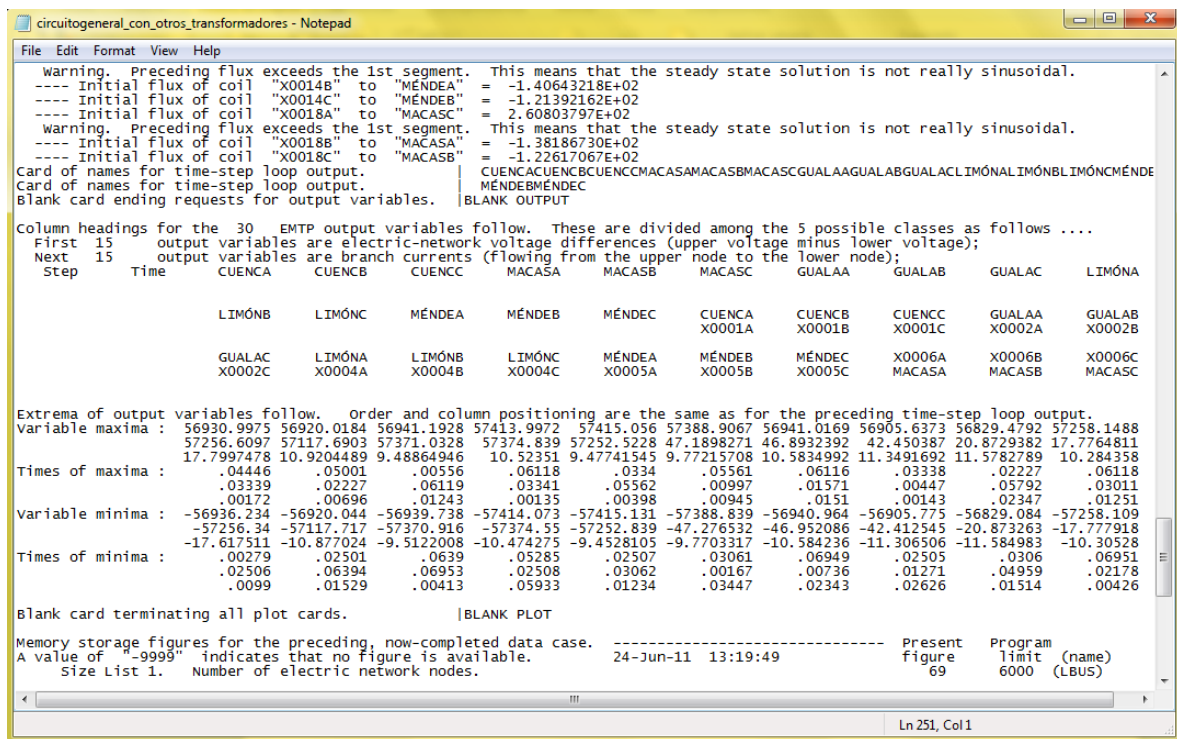 circuitogeneral_con_otros_transformadores - Notepad
File Edit Format View Help
Warning. Preceding flux exceeds the 1st segment. This means that the steady state solution is not really sinusoidal.
---- Initial flux of coil "X0014B" to "MÉNDEA" = -1.40643218E+02
---- Initial flux of coil "X0014C" to "MÉNDEB" = -1.21392162E+02
---- Initial flux of coil "X0018A" to "MACASC" = 2.60803797E+02
Warning. Preceding flux exceeds the 1st segment. This means that the steady state solution is not really sinusoidal.
---- Initial flux of coil "X0018B" to "MACASA" = -1.38186730E+02
---- Initial flux of coil "X0018C" to "MACASB" = -1.22617067E+02
Card of names for time-step loop output. | CUENCACUENCBCUENCCMACASAMACASBMACASCGUALAAGUALABGUALACLIMÓNALIMÓNBLIMÓNCMÉNDE
Card of names for time-step loop output. | MÉNDEBMÉNDEC
Blank card ending requests for output variables. |BLANK OUTPUT
Column headings for the 30 EMTP output variables follow. These are divided among the 5 possible classes as follows ....
First 15 output variables are electric-network voltage differences (upper voltage minus lower voltage);
Next 15 output variables are branch currents (flowing from the upper node to the lower node);
Step Time CUENCA CUENCB CUENCC MACASA MACASB MACASC GUALAA GUALAB GUALAC LIMÓNA
LIMÓNB LIMÓNC MÉNDEA MÉNDEB MÉNDEC CUENCA CUENCB CUENCC GUALAA GUALAB
X0001A X0001B X0001C X0002A X0002B
GUALAC LIMÓNA LIMÓNB LIMÓNC MÉNDEA MÉNDEB MÉNDEC X0006A X0006B X0006C
X0002C X0004A X0004B X0004C X0005A X0005B X0005C MACASA MACASB MACASC
Extrema of output variables follow. Order and column positioning are the same as for the preceding time-step loop output.
Variable maxima : 56930.9975 56920.0184 56941.1928 57413.9972 57415.056 57388.9067 56941.0169 56905.6373 56829.4792 57258.1488
57256.6097 57117.6903 57371.0328 57374.839 57252.5228 47.1898271 46.8932392 42.450387 20.8729382 17.7764811
17.7997478 10.9204489 9.48864946 10.52351 9.47741545 9.77215708 10.5834992 11.3491692 11.5782789 10.284358
Times of maxima : .04446 .05001 .00556 .06118 .0334 .05561 .06116 .03338 .02227 .06118
.03339 .02227 .06119 .03341 .05562 .00997 .01571 .00447 .05792 .03011
.00172 .00696 .01243 .00135 .00398 .00945 .0151 .00143 .02347 .01251
Variable minima : -56936.234 -56920.044 -56939.738 -57414.073 -57415.131 -57388.839 -56940.964 -56905.775 -56829.084 -57258.109
-57256.34 -57117.717 -57370.916 -57374.55 -57252.839 -47.276532 -46.952086 -42.412545 -20.873263 -17.777918
-17.617511 -10.877024 -9.5122008 -10.474275 -9.4528105 -9.7703317 -10.584236 -11.306506 -11.584983 -10.30528
Times of minima : .00279 .02501 .0639 .05285 .02507 .03061 .06949 .02505 .0306 .06951
.02506 .06394 .06953 .02508 .03062 .00167 .00736 .01271 .04959 .02178
.0099 .01529 .00413 .05933 .01234 .03447 .02343 .02626 .01514 .00426
Blank card terminating all plot cards. |BLANK PLOT
Memory storage figures for the preceding, now-completed data case. ------------------------------- Present Program
A value of "-9999" indicates that no figure is available. 24-Jun-11 13:19:49 figure limit (name)
Size List 1. Number of electric network nodes. 69 6000 (LBUS)
Ln 251, Col 1